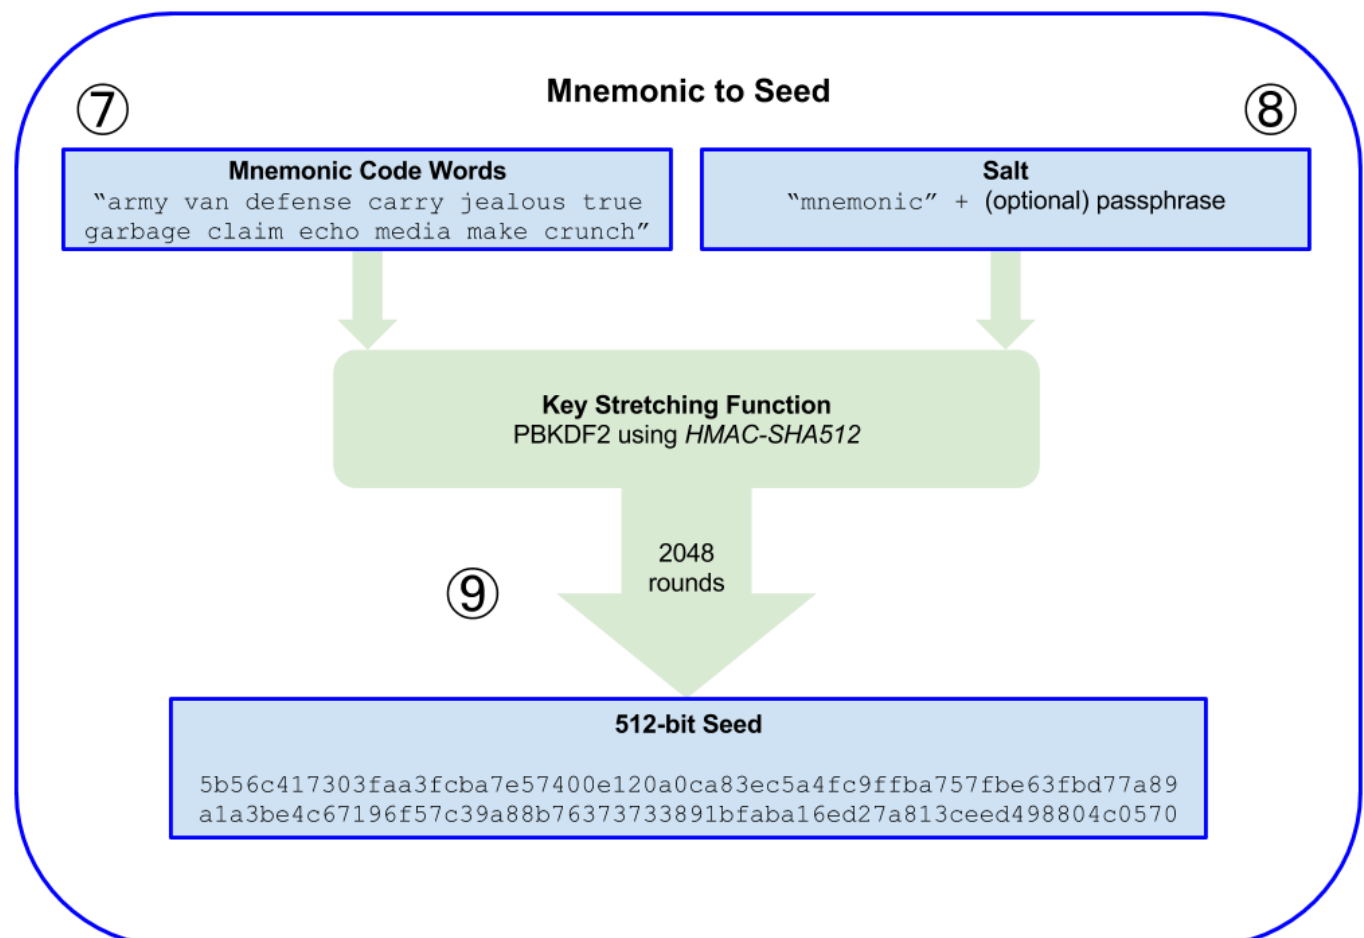 Mnemonic to Seed
⑦
⑧
Mnemonic Code Words
“army van defense carry jealous true
garbage claim echo media make crunch”
Salt
“mnemonic” + (optional) passphrase
Key Stretching Function
PBKDF2 using HMAC-SHA512
2048
rounds
⑨
512-bit Seed
5b56c417303faa3fcba7e57400e120a0ca83ec5a4fc9ffba757fbe63fbd77a89
a1a3be4c67196f57c39a88b76373733891bfaba16ed27a813ceed498804c0570